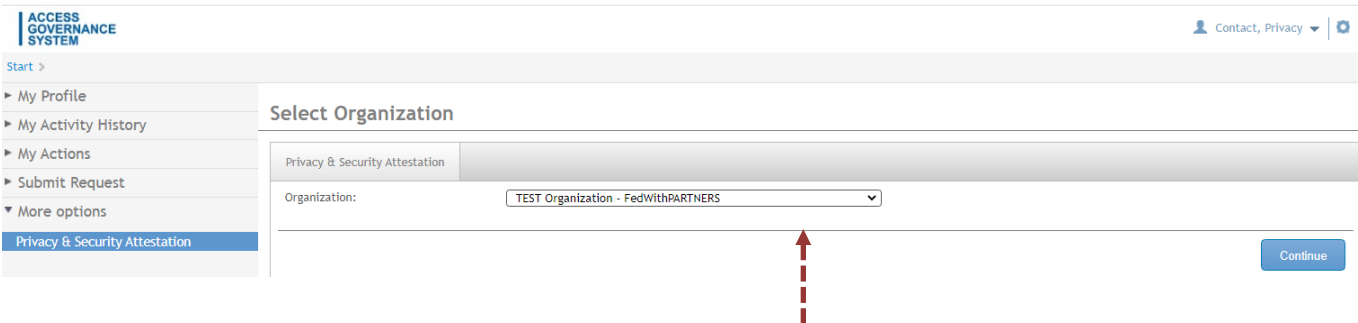 ACCESS
GOVERNANCE
SYSTEM
Contact, Privacy
Start
My Profile
My Activity History
My Actions
Submit Request
More options
Privacy & Security Attestation
Select Organization
Privacy & Security Attestation
Organization: TEST Organization - FedWithPARTNERS
Continue